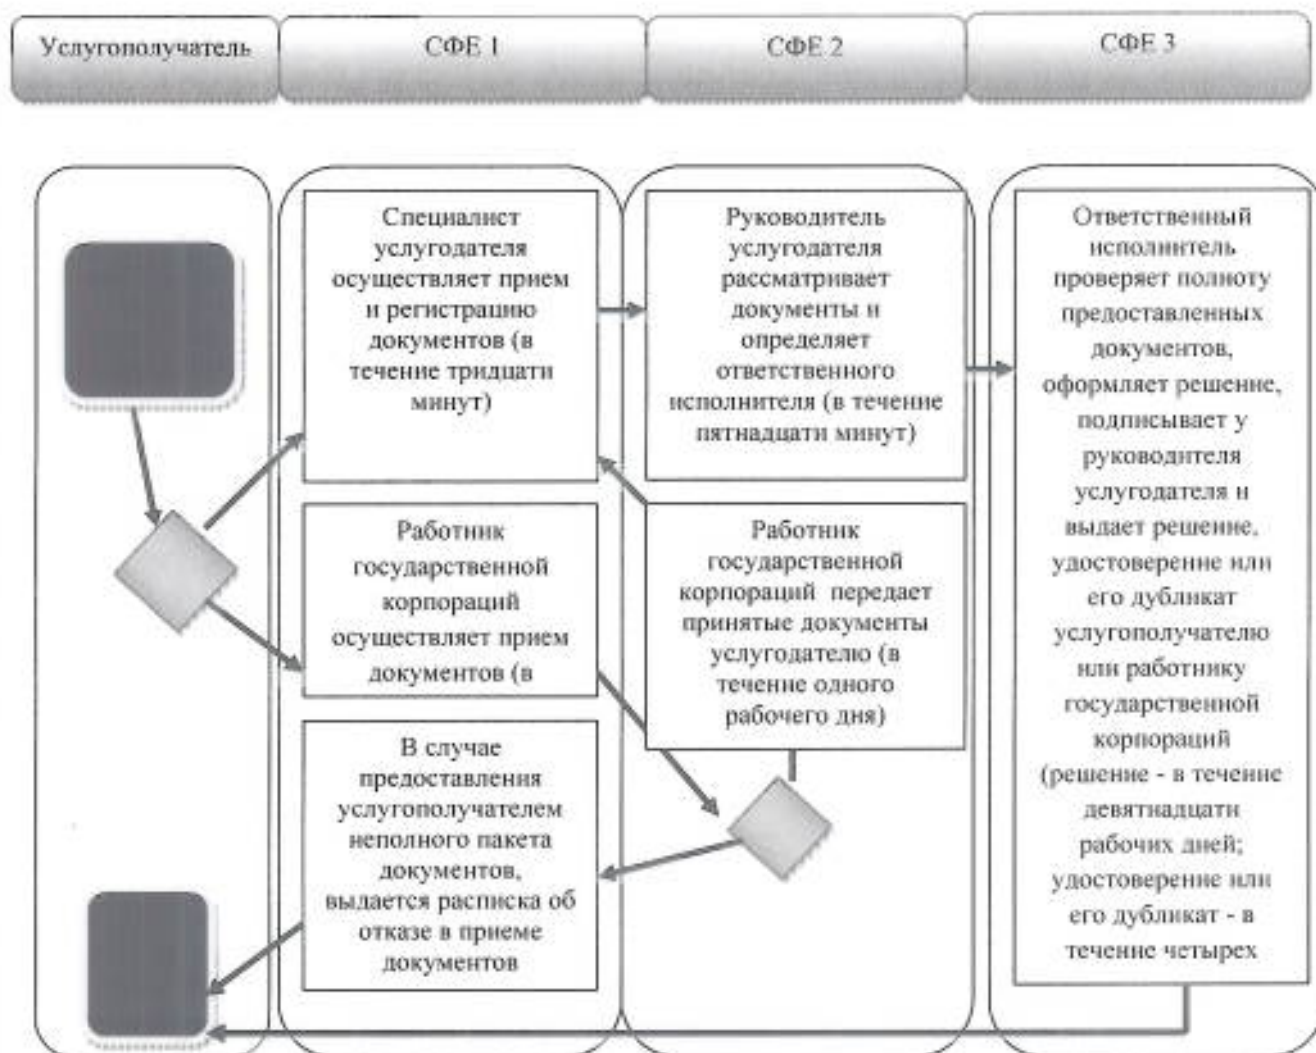 Услугополучатель
СФЕ 1
СФЕ 2
СФЕ 3
Специалист
услугодателя
осуществляет прием
и регистрацию
документов (в
течение тридцати
минут)
Руководитель
услугодателя
рассматривает
документы и
определяет
ответственного
исполнителя (в течение
пятнадцати минут)
Ответственный
исполнитель
проверяет полноту
предоставленных
документов,
оформляет решение,
подписывает у
руководителя
услугодателя и
выдает решение,
удостоверение или
его дубликат
услугополучателю
или работнику
государственной
корпораций
(решение - в течение
девятнадцати
рабочих дней;
удостоверение или
его дубликат - в
течение четырех
Работник
государственной
корпораций
осуществляет прием
документов (в
Работник
государственной
корпораций передает
принятые документы
услугодателю (в
течение одного
рабочего дня)
В случае
предоставления
услугополучателем
неполного пакета
документов,
выдается расписка об
отказе в приеме
документов